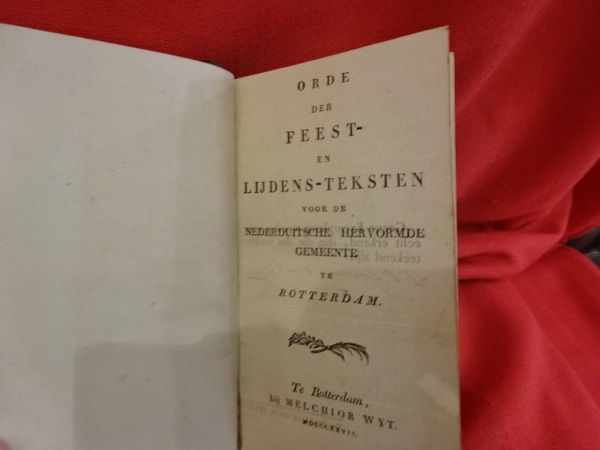 ORDE
DER
FEEST-
EN
LIJDENS-TEKSTEN
VOOR DE
NEDERDUITSCHE HERVORMDE
GEMEENTE
TE
ROTTERDAM.
Te Rotterdam,
bij MELCHIOR WYT.